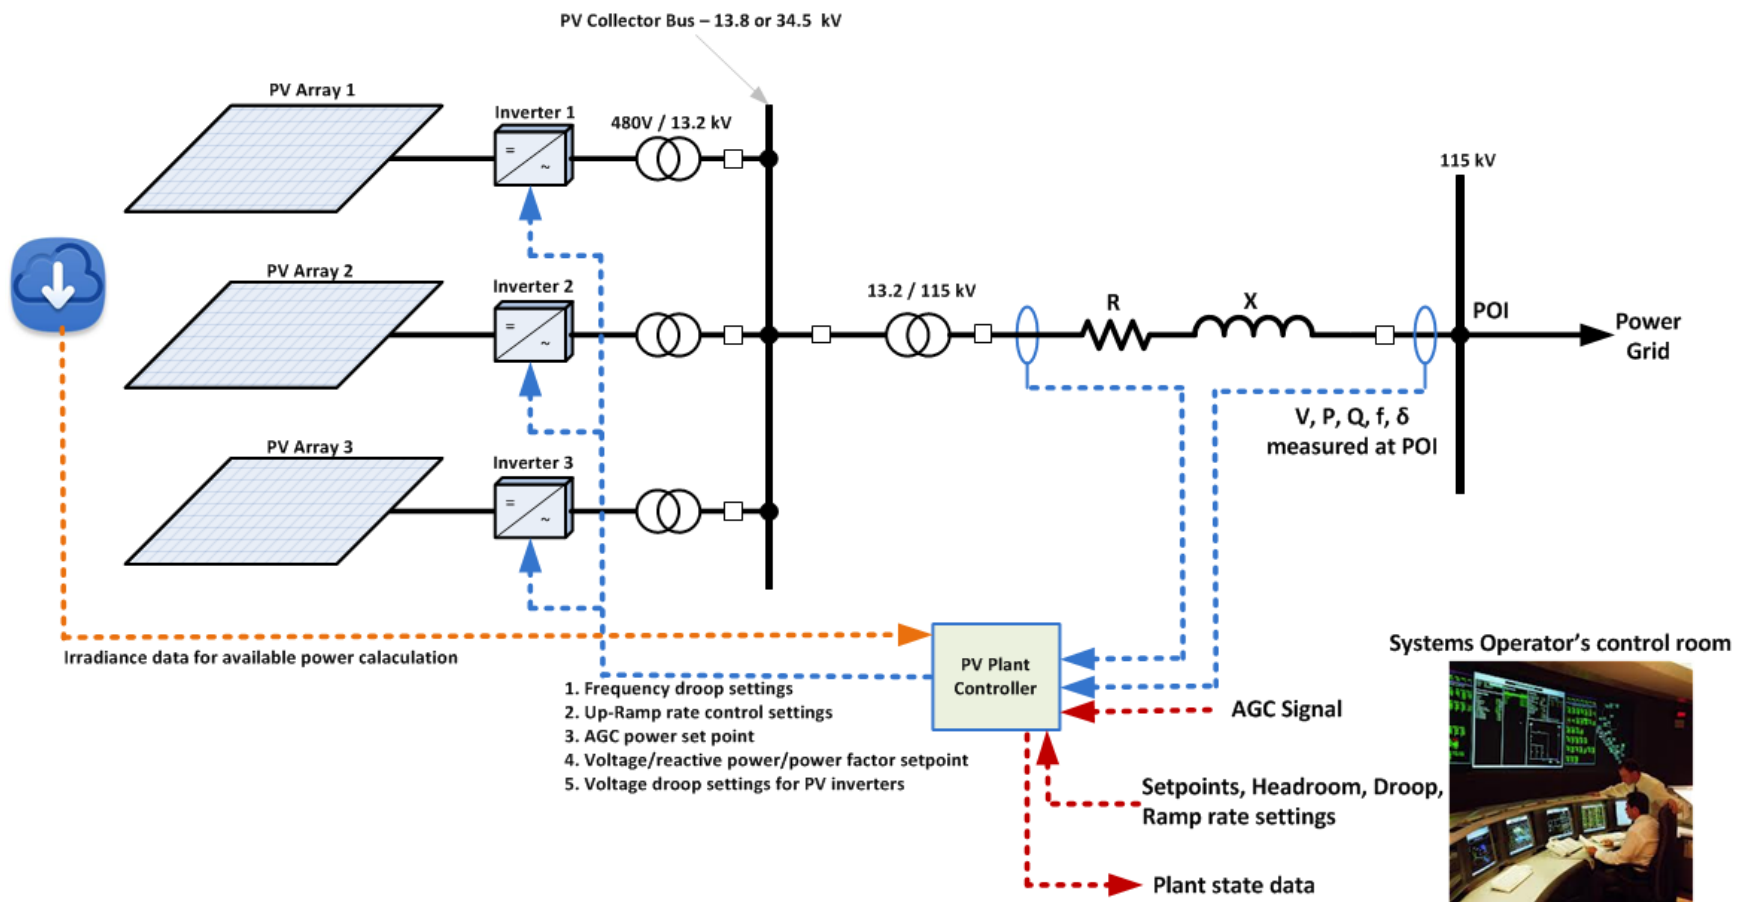 PV Collector Bus – 13.8 or 34.5 kV
PV Array 1
Inverter 1
480V / 13.2 kV
=
~
115 kV
PV Array 2
Inverter 2
=
~
13.2 / 115 kV
R
X
POI
Power
Grid
V, P, Q, f, δ
measured at POI
PV Array 3
Inverter 3
=
~
Irradiance data for available power calaculation
PV Plant
Controller
1. Frequency droop settings
2. Up-Ramp rate control settings
3. AGC power set point
4. Voltage/reactive power/power factor setpoint
5. Voltage droop settings for PV inverters
AGC Signal
Setpoints, Headroom, Droop,
Ramp rate settings
Plant state data
Systems Operator's control room